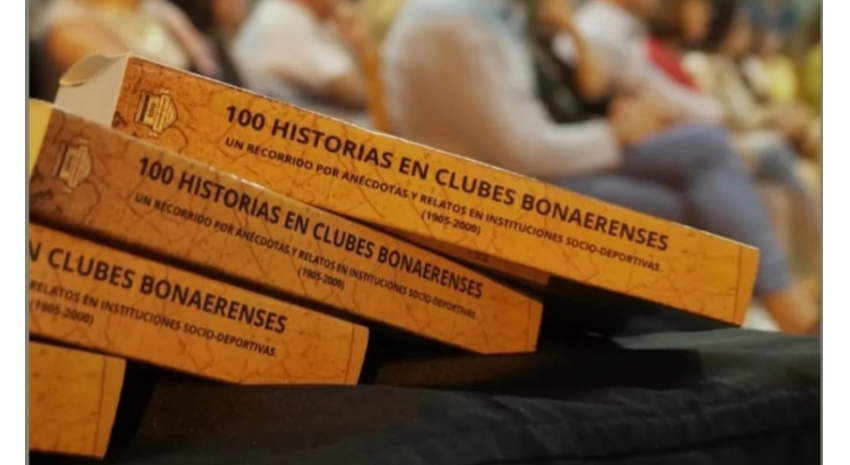 100 HISTORIAS EN CLUBES BONAERENSES
UN RECORRIDO POR ANÉCDOTAS Y RELATOS EN INSTITUCIONES SOCIO-DEPORTIVAS.
(1905-2000)
100 HISTORIAS EN CLUBES BONAERENSES
UN RECORRIDO POR ANÉCDOTAS Y RELATOS EN INSTITUCIONES SOCIO-DEPORTIVAS.
(1905-2000)
N CLUBES BONAERENSES
RELATOS EN INSTITUCIONES SOCIO-DEPORTIVAS.
(1905-2000)